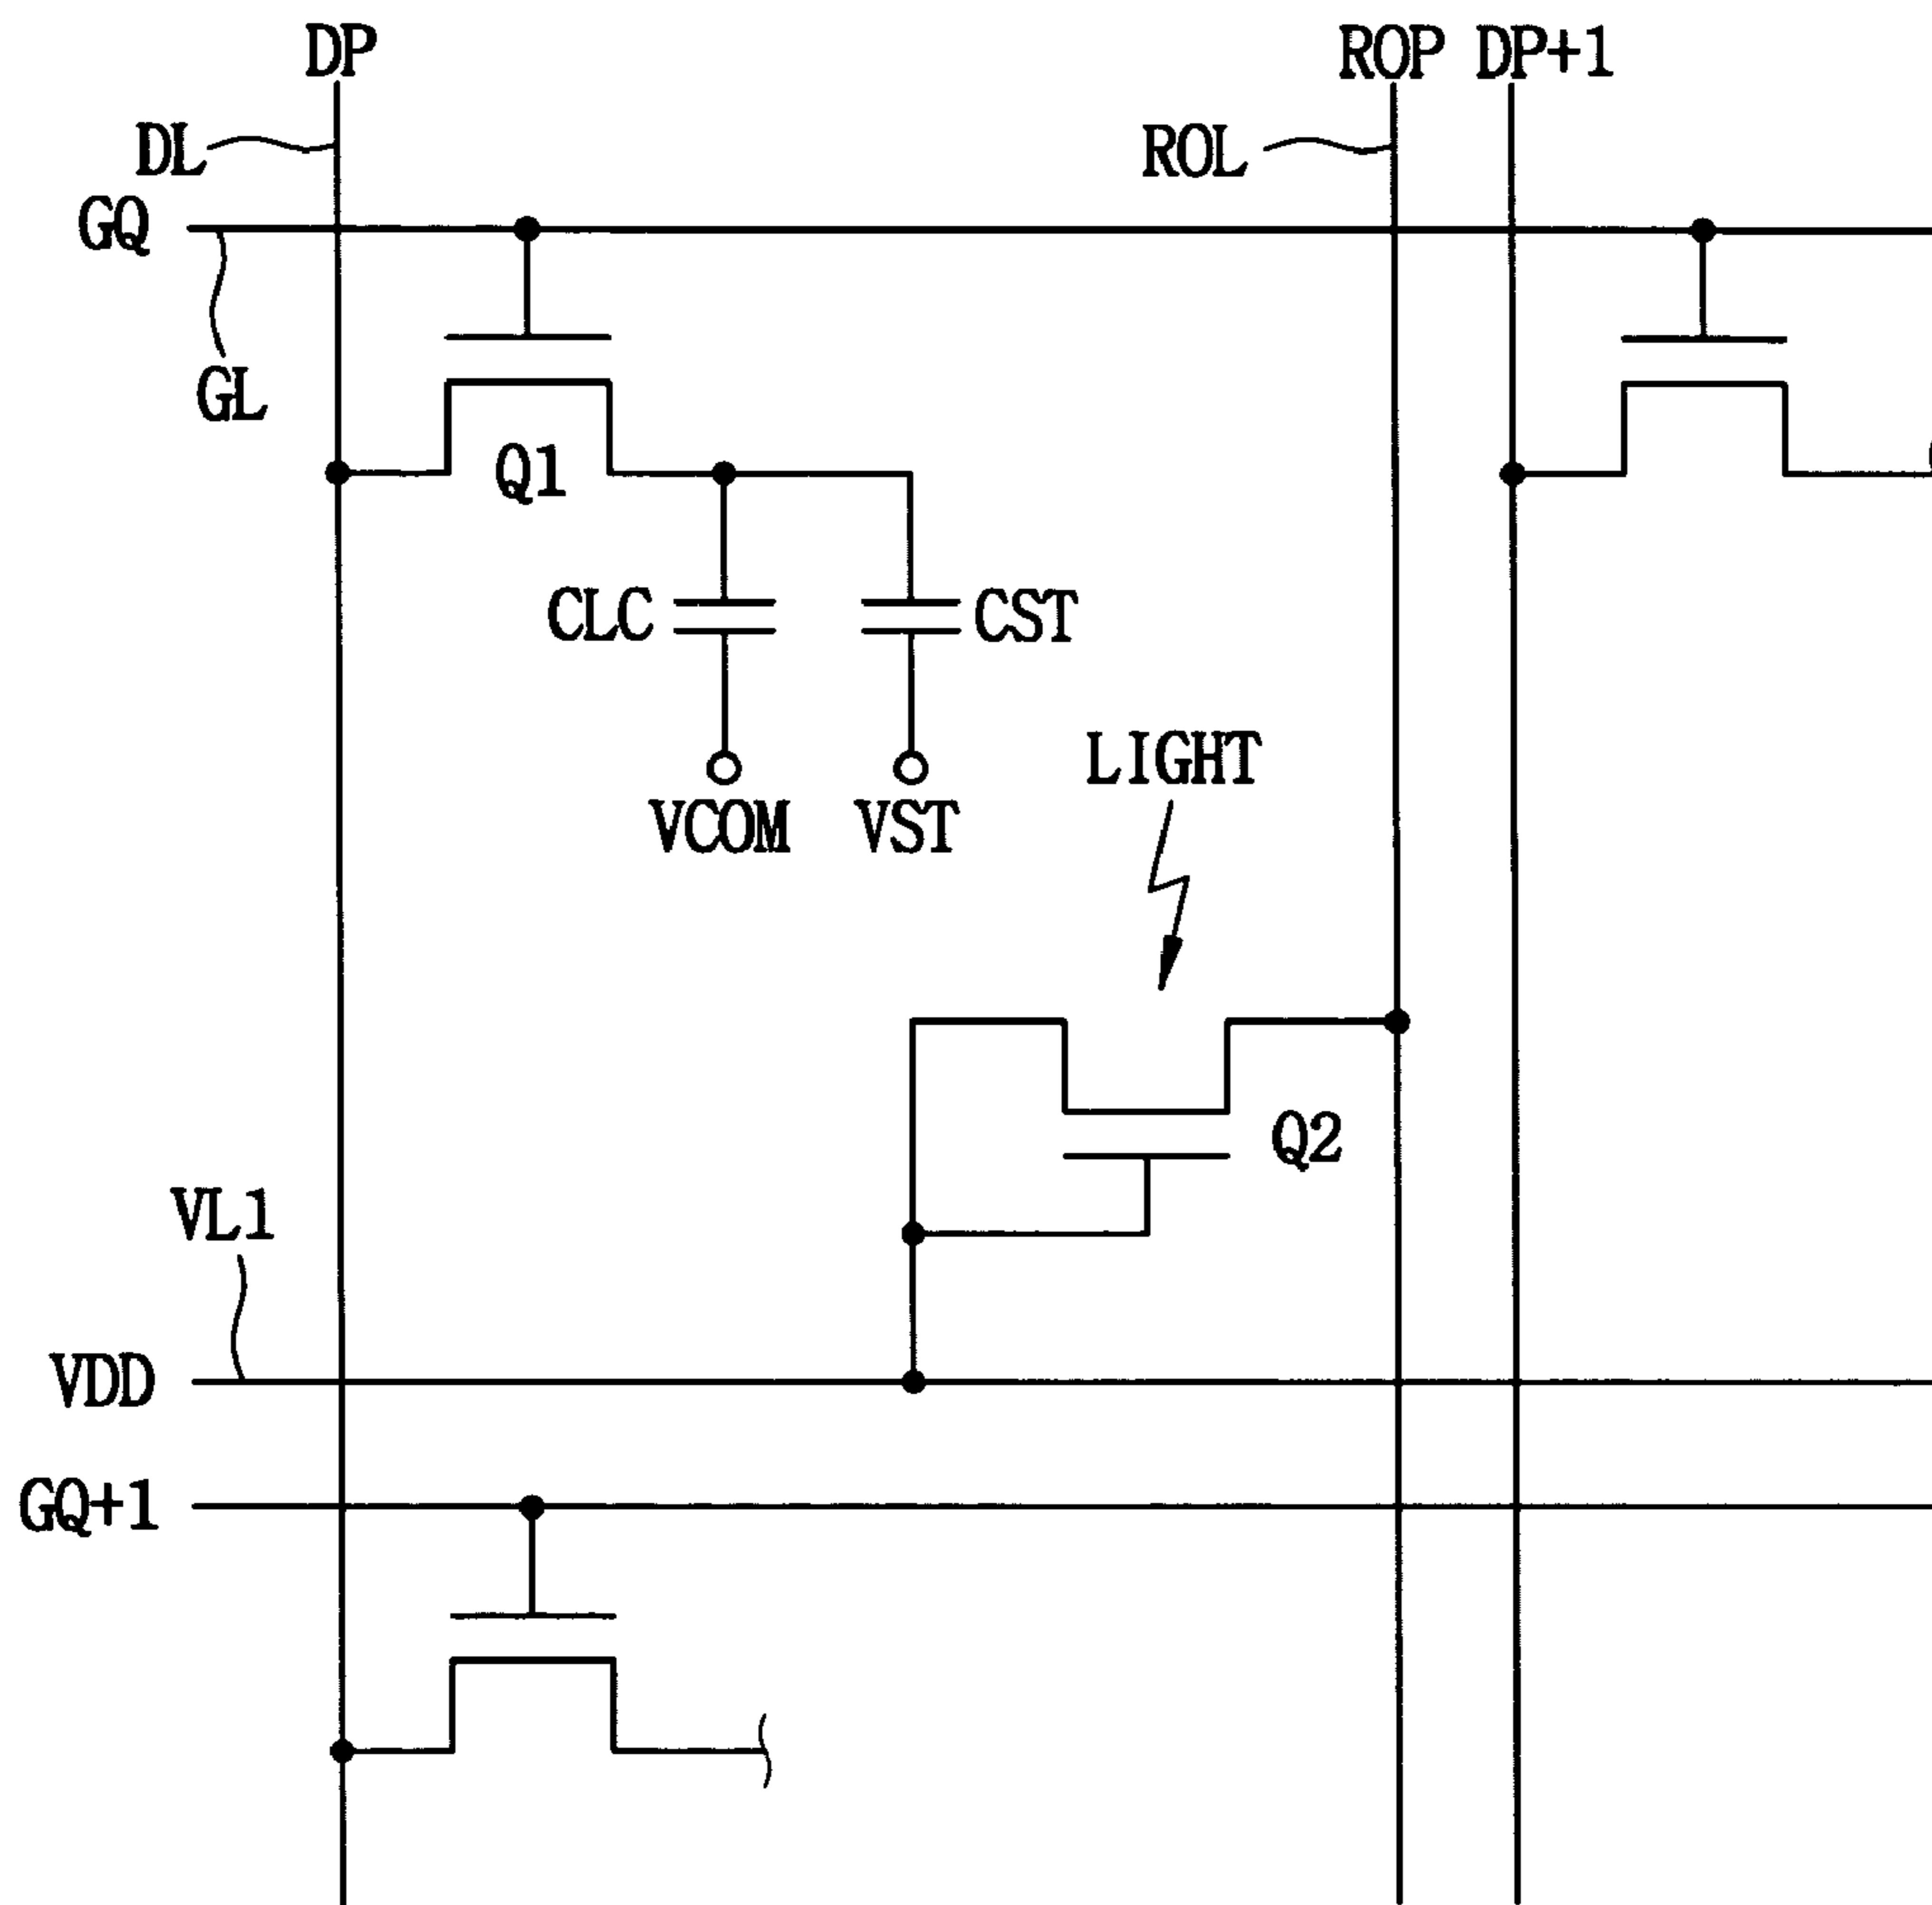 DP
ROP
DP+1
DL
ROL
GQ
GL
Q1
CLC
CST
LIGHT
VCOM
VST
Q2
VL1
VDD
GQ+1